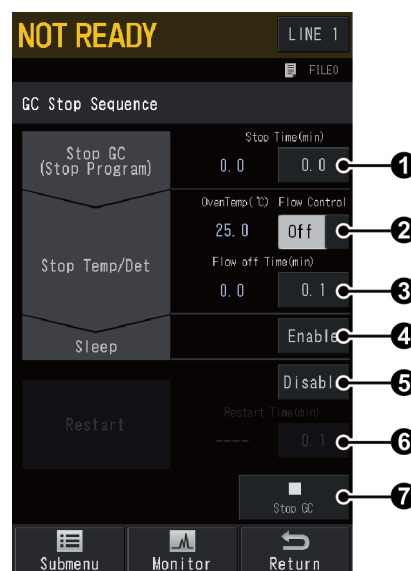 NOT READY LINE 1
FILE0
GC Stop Sequence
Stop Time(min)
Stop GC
(Stop Program) 0.0 0.0 1
OvenTemp(℃) Flow Control
25.0 Off 2
Stop Temp/Det Flow off Time(min)
0.0 0.1 3
Sleep Enable 4
Disabl 5
Restart Restart Time(min)
---- 0.1 6
Stop GC 7
Submenu Monitor Return